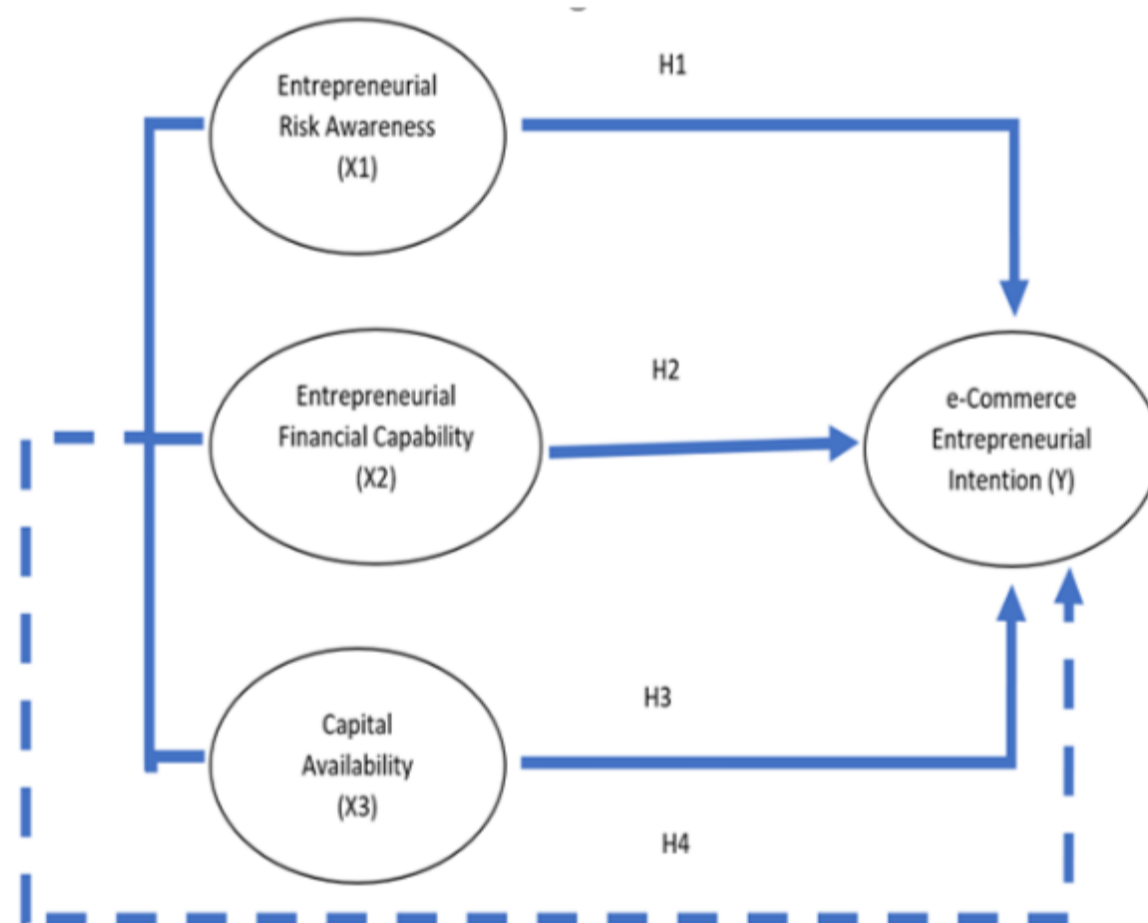 H1
Entrepreneurial
Risk Awareness
(X1)
H2
Entrepreneurial
Financial Capability
(X2)
e-Commerce
Entrepreneurial
Intention (Y)
H3
Capital
Availability
(X3)
H4